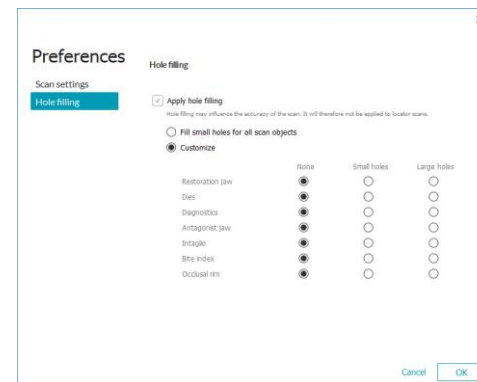 Preferences
Hole filling
Scan settings
Hole filling
Apply hole filling
Hole filling may influence the accuracy of the scan. It will therefore not be applied to locator scans.
Fill small holes for all scan objects
Customize
None Small holes Large holes
Restoration jaw
Dies
Diagnostics
Antagonist jaw
Intaglio
Bite index
Occlusal rim
Cancel OK